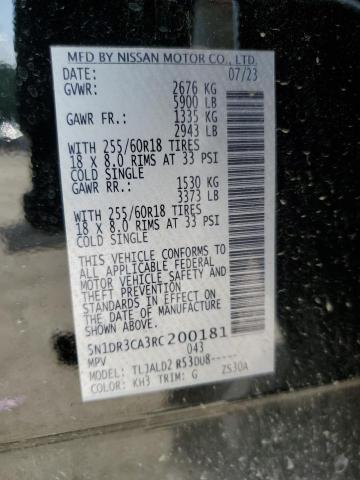 MFD BY NISSAN MOTOR CO., LTD.
DATE: 07/23
GVWR: 2676 KG
5900 LB
GAWR FR.: 1335 KG
2943 LB
WITH 255/60R18 TIRES
18 X 8.0 RIMS AT 33 PSI
COLD SINGLE
GAWR RR.: 1530 KG
3373 LB
WITH 255/60R18 TIRES
18 X 8.0 RIMS AT 33 PSI
COLD SINGLE
THIS VEHICLE CONFORMS TO
ALL APPLICABLE FEDERAL
MOTOR VEHICLE SAFETY AND
THEFT PREVENTION
STANDARDS IN EFFECT ON
THE DATE OF MANUFACTURE
SHOWN ABOVE.
5N1DR3CA3RC200181
MPV 043
MODEL: TLJALD2 R53DU8-----
COLOR: KH3 TRIM: G ZS30A